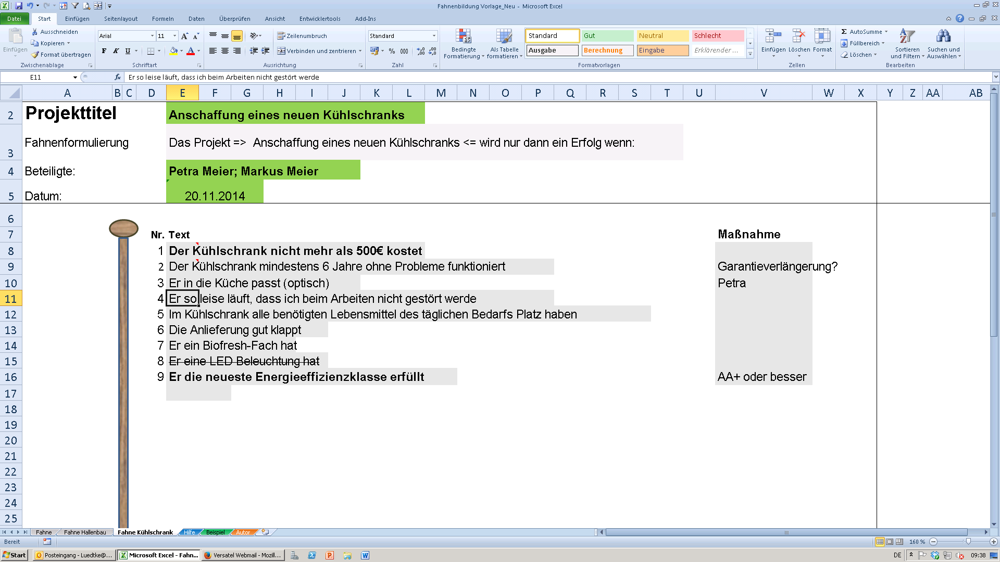 Fahnenbildung Vorlage_Neu - Microsoft Excel
Datei Start Einfügen Seitenlayout Formeln Daten Überprüfen Ansicht Entwicklertools Add-Ins
Einfügen
Ausschneiden
Kopieren
Format übertragen
Zwischenablage
Arial 11
F K U
Schriftart
Zeilenumbruch
Verbinden und zentrieren
Ausrichtung
Standard
% 000
Zahl
Bedingte Formatierung
Als Tabelle formatieren
Standard Gut Neutral Schlecht
Ausgabe Berechnung Eingabe Erklärender ...
Formatvorlagen
Einfügen Löschen Format
Zellen
AutoSumme
Füllbereich
Löschen
Sortieren und Filtern
Suchen und Auswählen
Bearbeiten
E11 fx Er so leise läuft, dass ich beim Arbeiten nicht gestört werde
A B C D E F G H I J K L M N O P Q R S T U V W X Y Z AA AB
2 Projekttitel Anschaffung eines neuen Kühlschranks
3 Fahnenformulierung Das Projekt => Anschaffung eines neuen Kühlschranks <= wird nur dann ein Erfolg wenn:
4 Beteiligte: Petra Meier; Markus Meier
5 Datum: 20.11.2014
6
7 Nr. Text Maßnahme
8 1 Der Kühlschrank nicht mehr als 500€ kostet
9 2 Der Kühlschrank mindestens 6 Jahre ohne Probleme funktioniert Garantieverlängerung?
10 3 Er in die Küche passt (optisch) Petra
11 4 Er so leise läuft, dass ich beim Arbeiten nicht gestört werde
12 5 Im Kühlschrank alle benötigten Lebensmittel des täglichen Bedarfs Platz haben
13 6 Die Anlieferung gut klappt
14 7 Er ein Biofresh-Fach hat
15 8 Er eine LED Beleuchtung hat
16 9 Er die neueste Energieeffizienzklasse erfüllt AA+ oder besser
17
18
19
20
21
22
23
24
25
Fahne Fahne Hallenbau Fahne Kühlschrank Hilfe Beispiel Autor
Bereit 160 %
Start Posteingang - Luedtke@... Microsoft Excel - Fahn... Versatel Webmail - Mozill... DE 09:38